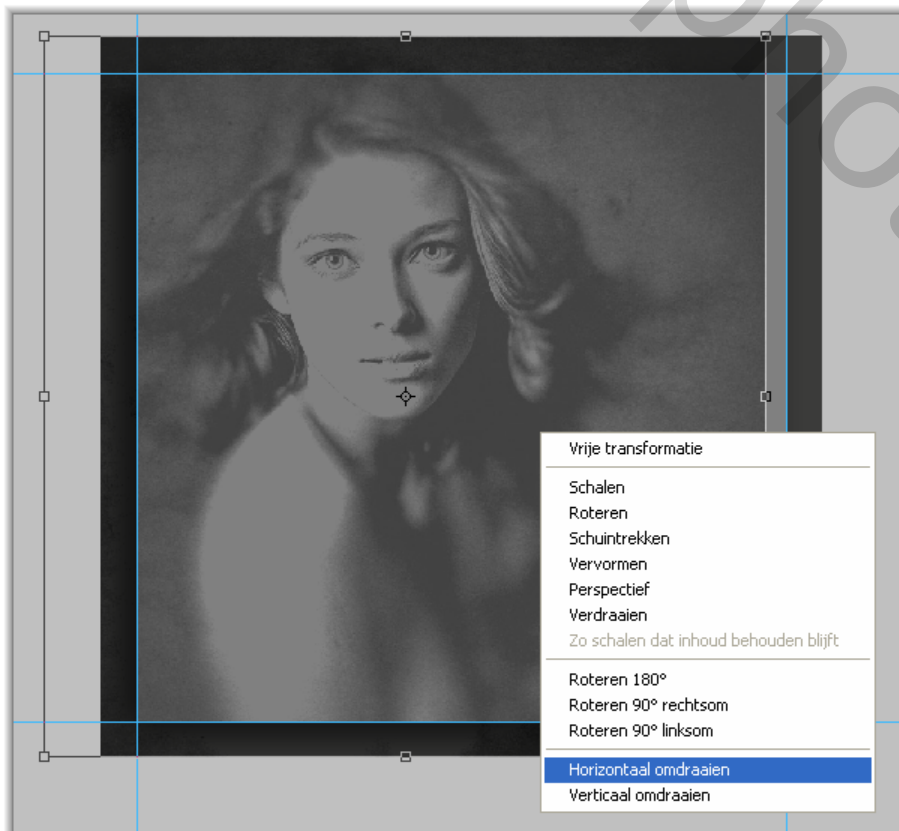 Vrije transformatie
Schalen
Roteren
Schuintrekken
Vervormen
Perspectief
Verdraaien
Zo schalen dat inhoud behouden blijft
Roteren 180°
Roteren 90° rechtsom
Roteren 90° linksom
Horizontaal omdraaien
Verticaal omdraaien